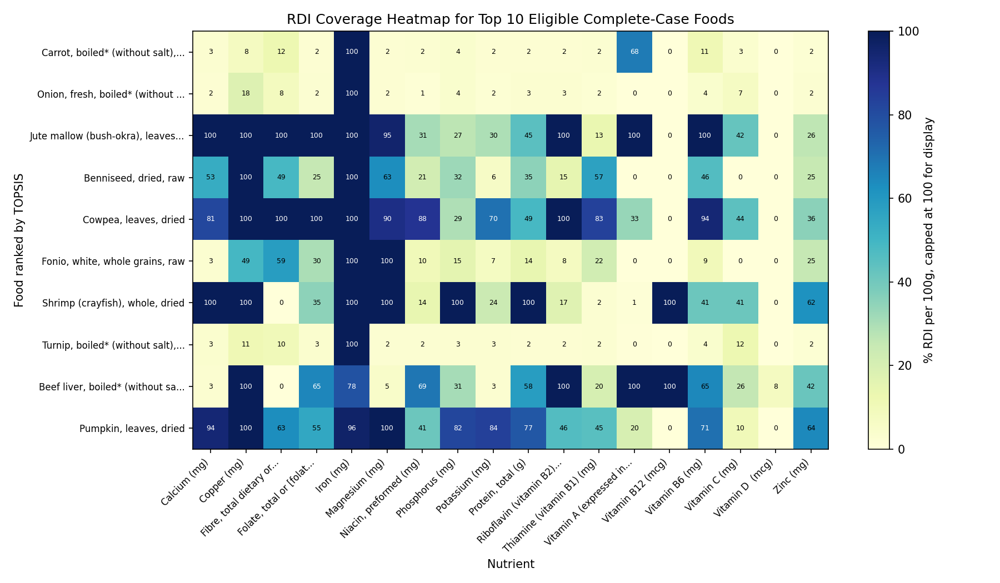 RDI Coverage Heatmap for Top 10 Eligible Complete-Case Foods
Food ranked by TOPSIS
Carrot, boiled* (without salt),... 3 8 12 2 100 2 2 4 2 2 2 2 68 0 11 3 0 2
Onion, fresh, boiled* (without ... 2 18 8 2 100 2 1 4 2 3 3 2 0 0 4 7 0 2
Jute mallow (bush-okra), leaves... 100 100 100 100 100 95 31 27 30 45 100 13 100 0 100 42 0 26
Benniseed, dried, raw 53 100 49 25 100 63 21 32 6 35 15 57 0 0 46 0 0 25
Cowpea, leaves, dried 81 100 100 100 100 90 88 29 70 49 100 83 33 0 94 44 0 36
Fonio, white, whole grains, raw 3 49 59 30 100 100 10 15 7 14 8 22 0 0 9 0 0 25
Shrimp (crayfish), whole, dried 100 100 0 35 100 100 14 100 24 100 17 2 1 100 41 41 0 62
Turnip, boiled* (without salt),... 3 11 10 3 100 2 2 3 3 2 2 2 0 0 4 12 0 2
Beef liver, boiled* (without sa... 3 100 0 65 78 5 69 31 3 58 100 20 100 100 65 26 8 42
Pumpkin, leaves, dried 94 100 63 55 96 100 41 82 84 77 46 45 20 0 71 10 0 64
Calcium (mg)
Copper (mg)
Fibre, total dietary or...
Folate, total or [folat...
Iron (mg)
Magnesium (mg)
Niacin, preformed (mg)
Phosphorus (mg)
Potassium (mg)
Protein, total (g)
Riboflavin (vitamin B2)...
Thiamine (vitamin B1) (mg)
Vitamin A (expressed in...
Vitamin B12 (mcg)
Vitamin B6 (mg)
Vitamin C (mg)
Vitamin D  (mcg)
Zinc (mg)
Nutrient
100
80
60
40
20
0
% RDI per 100g, capped at 100 for display